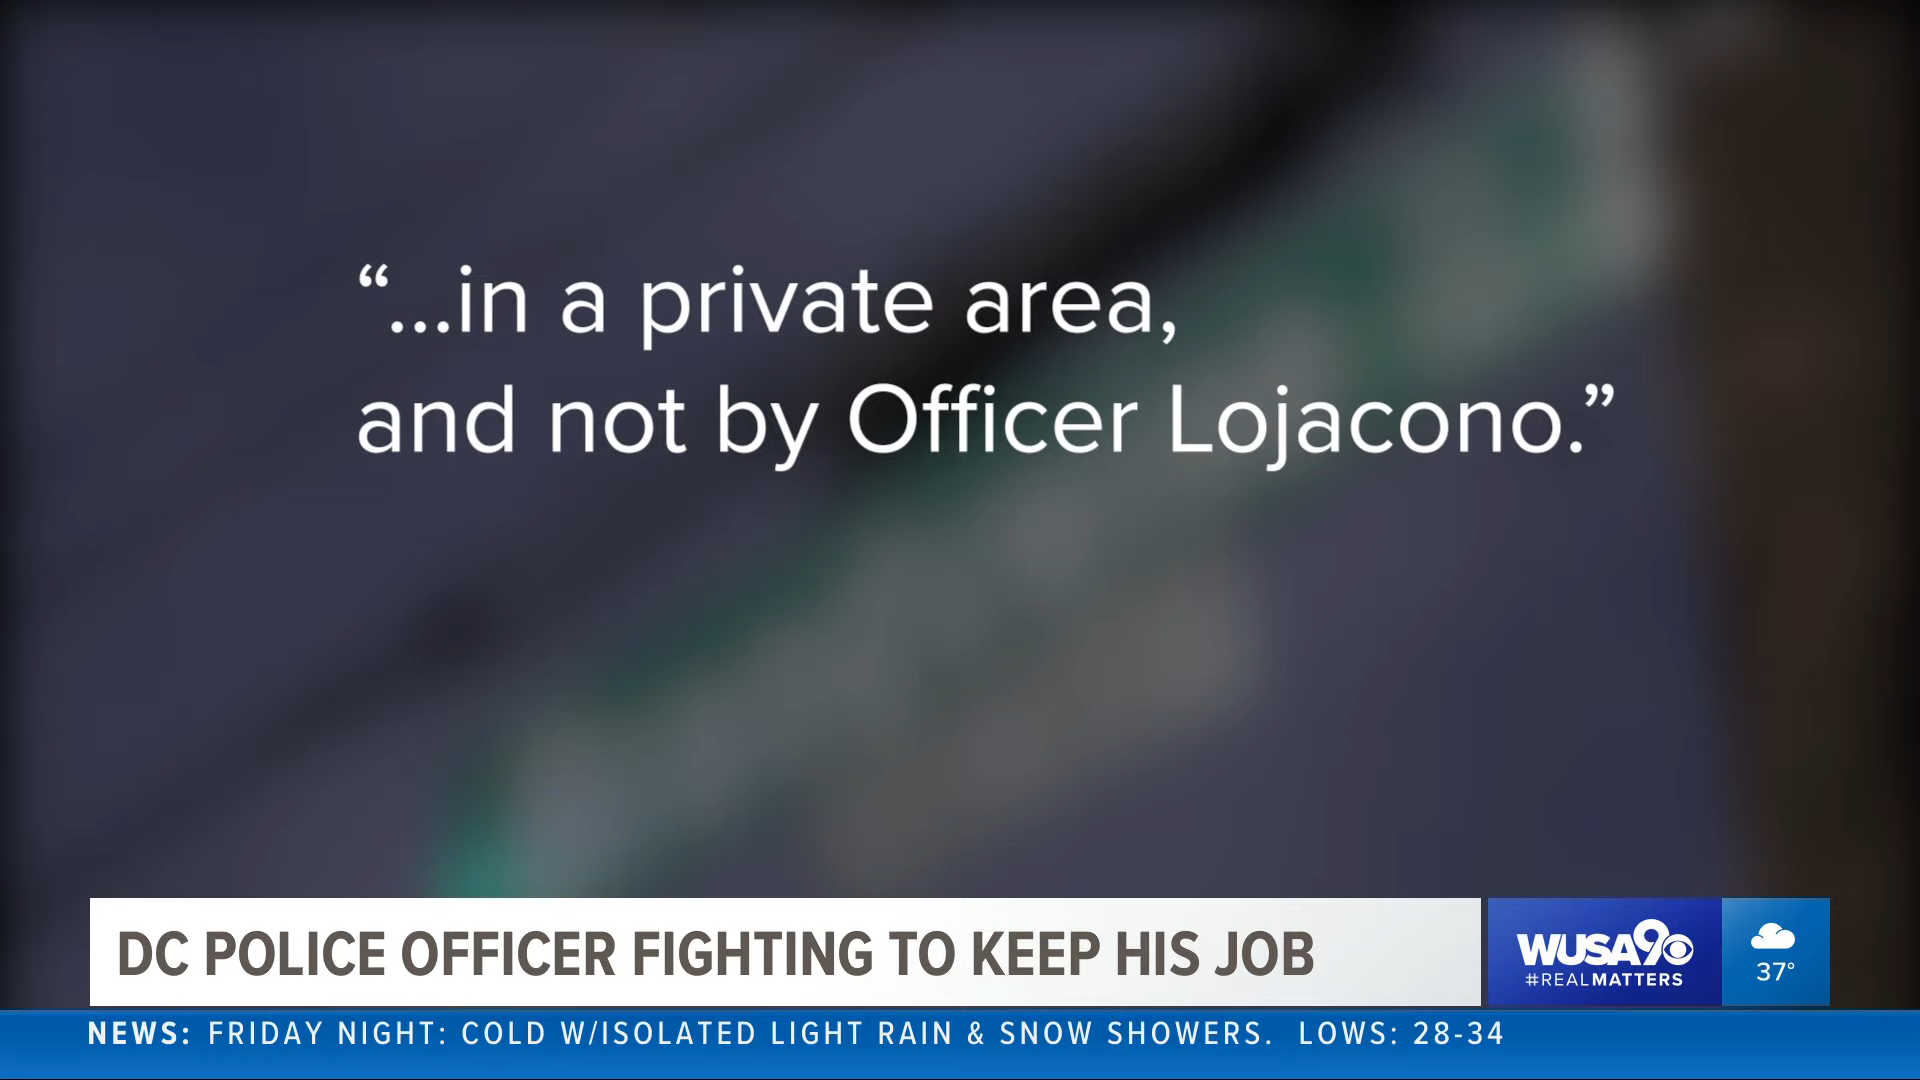 “...in a private area,
and not by Officer Lojacono.”
DC POLICE OFFICER FIGHTING TO KEEP HIS JOB
WUSA9
#REALMATTERS
37°
NEWS: FRIDAY NIGHT: COLD W/ISOLATED LIGHT RAIN & SNOW SHOWERS. LOWS: 28-34